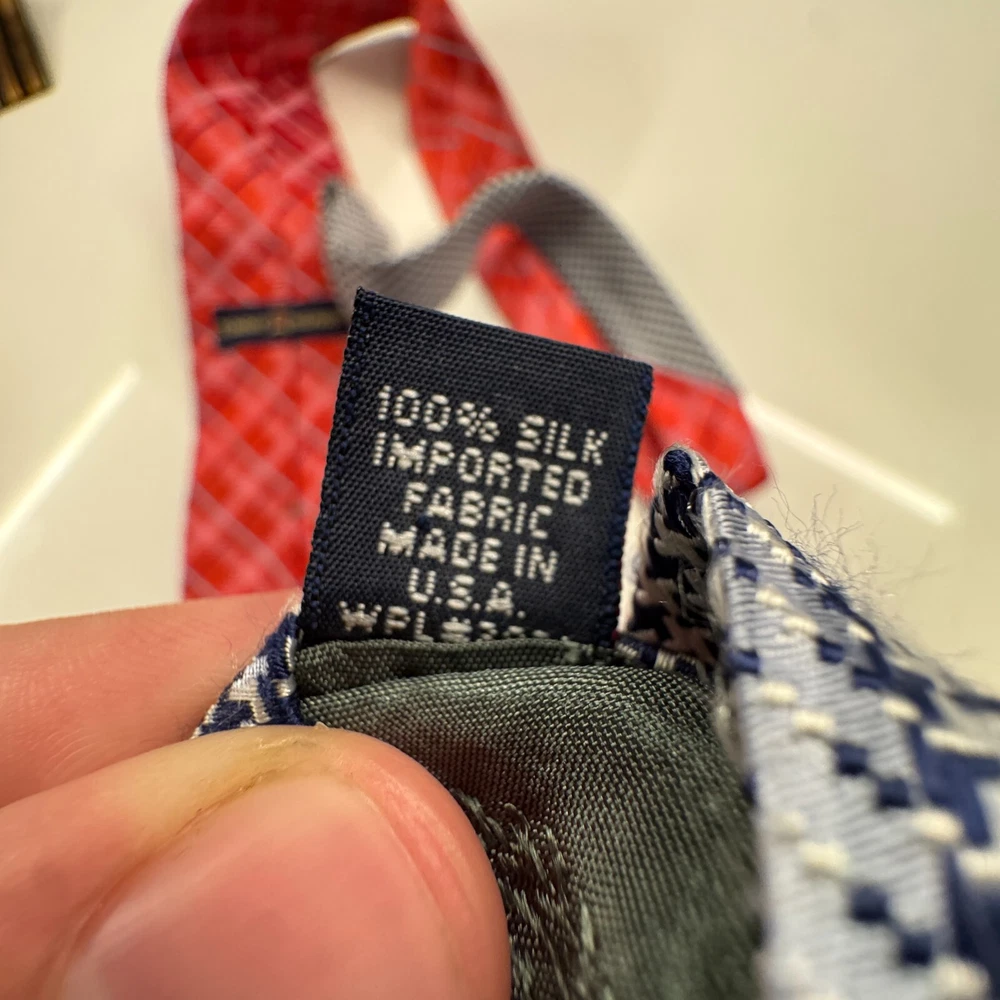 100% SILK
IMPORTED
FABRIC
MADE IN
U.S.A.